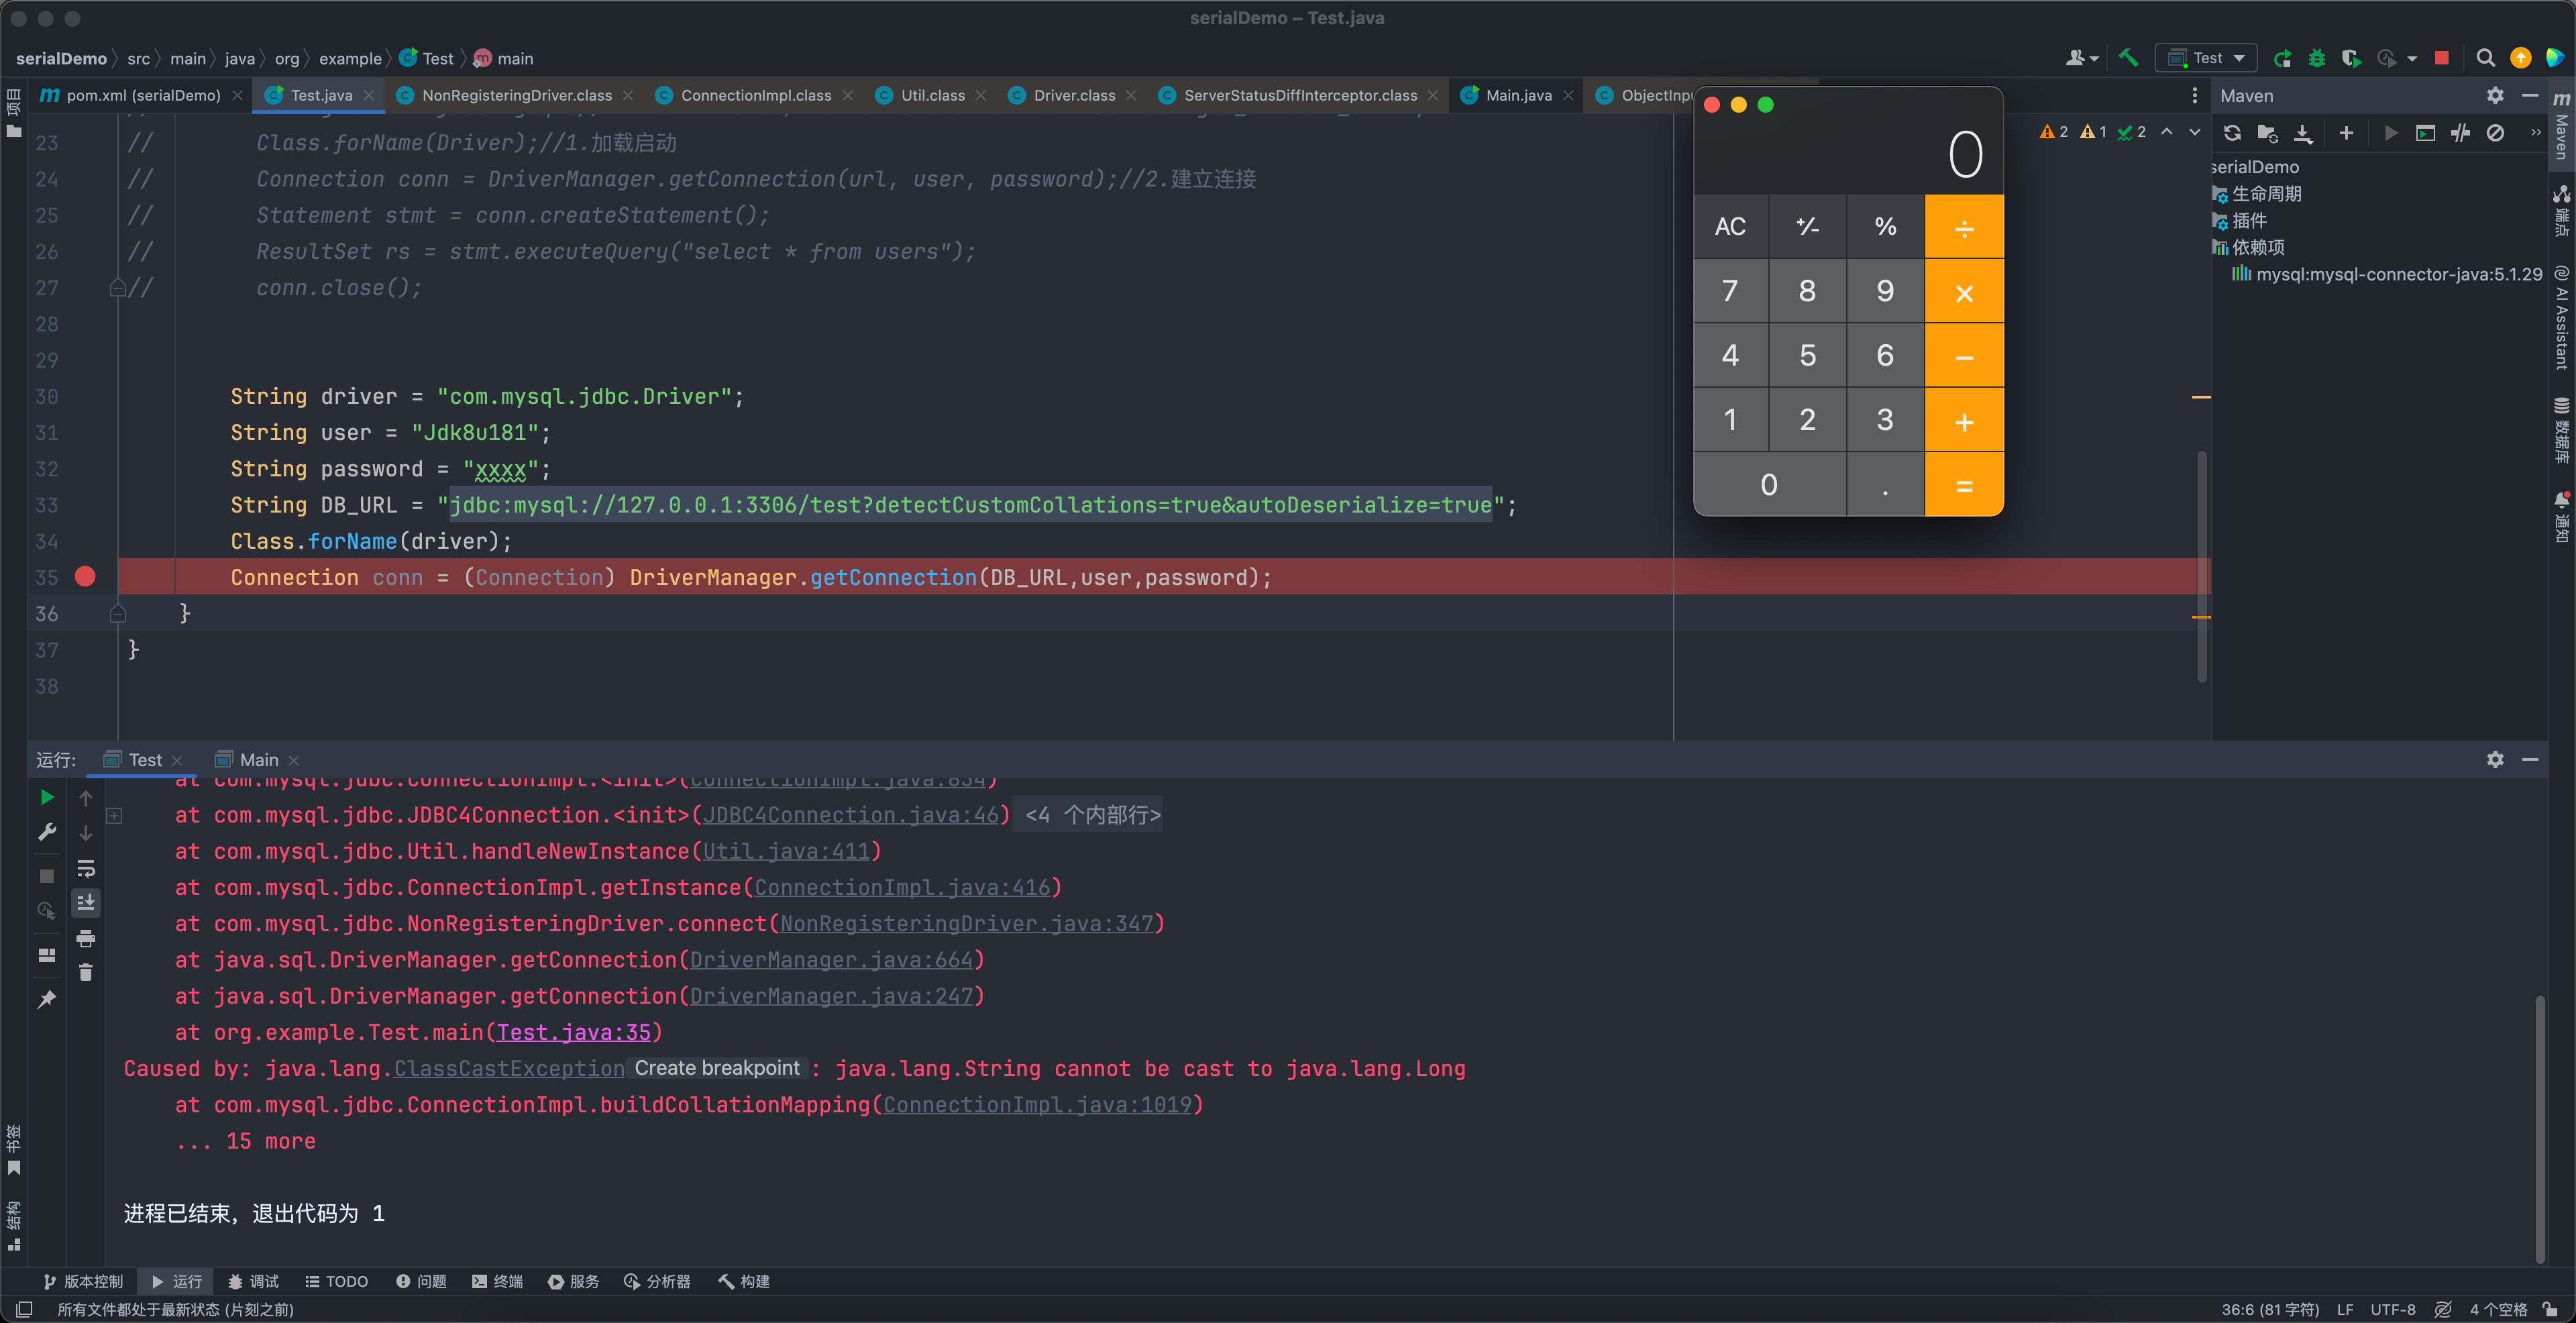 serialDemo – Test.java
serialDemo 〉 src 〉 main 〉 java 〉 org 〉 example 〉 Test 〉 main
Test
pom.xml (serialDemo)
Test.java
NonRegisteringDriver.class
ConnectionImpl.class
Util.class
Driver.class
ServerStatusDiffInterceptor.class
Main.java
ObjectInpu
Maven
2 1 2
项目
23 // Class.forName(Driver);//1.加载启动
24 // Connection conn = DriverManager.getConnection(url, user, password);//2.建立连接
25 // Statement stmt = conn.createStatement();
26 // ResultSet rs = stmt.executeQuery("select * from users");
27 // conn.close();
28
29
30 String driver = "com.mysql.jdbc.Driver";
31 String user = "Jdk8u181";
32 String password = "xxxx";
33 String DB_URL = "jdbc:mysql://127.0.0.1:3306/test?detectCustomCollations=true&autoDeserialize=true";
34 Class.forName(driver);
35 Connection conn = (Connection) DriverManager.getConnection(DB_URL,user,password);
36 }
37 }
38
0
AC +/- % ÷
7 8 9 ×
4 5 6 −
1 2 3 +
0 . =
serialDemo
生命周期
插件
依赖项
mysql:mysql-connector-java:5.1.29
Maven
端点
AI Assistant
数据库
通知
运行: Test Main
at com.mysql.jdbc.ConnectionImpl.<init>(ConnectionImpl.java:834)
at com.mysql.jdbc.JDBC4Connection.<init>(JDBC4Connection.java:46) <4 个内部行>
at com.mysql.jdbc.Util.handleNewInstance(Util.java:411)
at com.mysql.jdbc.ConnectionImpl.getInstance(ConnectionImpl.java:416)
at com.mysql.jdbc.NonRegisteringDriver.connect(NonRegisteringDriver.java:347)
at java.sql.DriverManager.getConnection(DriverManager.java:664)
at java.sql.DriverManager.getConnection(DriverManager.java:247)
at org.example.Test.main(Test.java:35)
Caused by: java.lang.ClassCastException Create breakpoint : java.lang.String cannot be cast to java.lang.Long
at com.mysql.jdbc.ConnectionImpl.buildCollationMapping(ConnectionImpl.java:1019)
... 15 more
进程已结束，退出代码为 1
书签
结构
版本控制 运行 调试 TODO 问题 终端 服务 分析器 构建
所有文件都处于最新状态 (片刻之前)
36:6 (81 字符) LF UTF-8 4 个空格